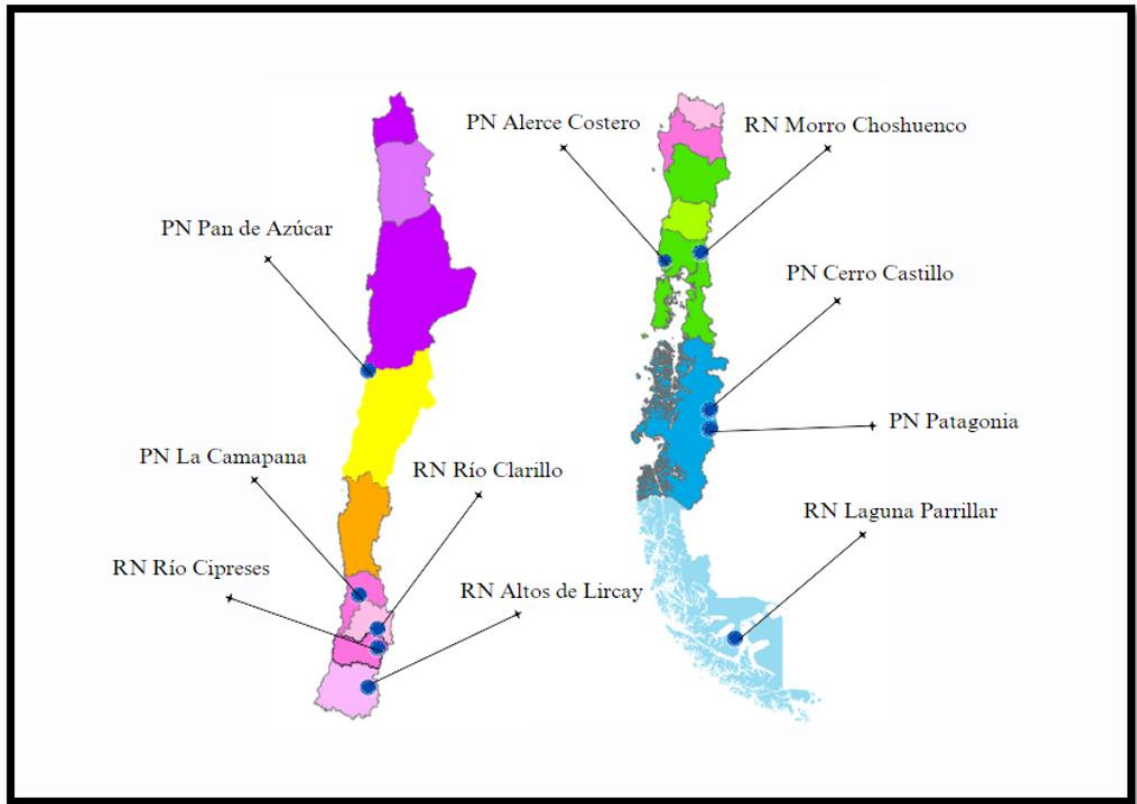 PN Alerce Costero
RN Morro Choshuenco
PN Pan de Azúcar
PN Cerro Castillo
PN Patagonia
PN La Camapana
RN Río Clarillo
RN Laguna Parrillar
RN Río Cipreses
RN Altos de Lircay